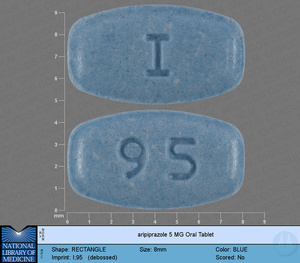 I
95
9
8
7
6
5
4
3
2
1
0
mm
0 1 2 3 4 5 6 7 8 9
NATIONAL
LIBRARY OF
MEDICINE
aripiprazole 5 MG Oral Tablet
Shape: RECTANGLE Size: 8mm Color: BLUE
Imprint: I;95 (debossed) Scored: No